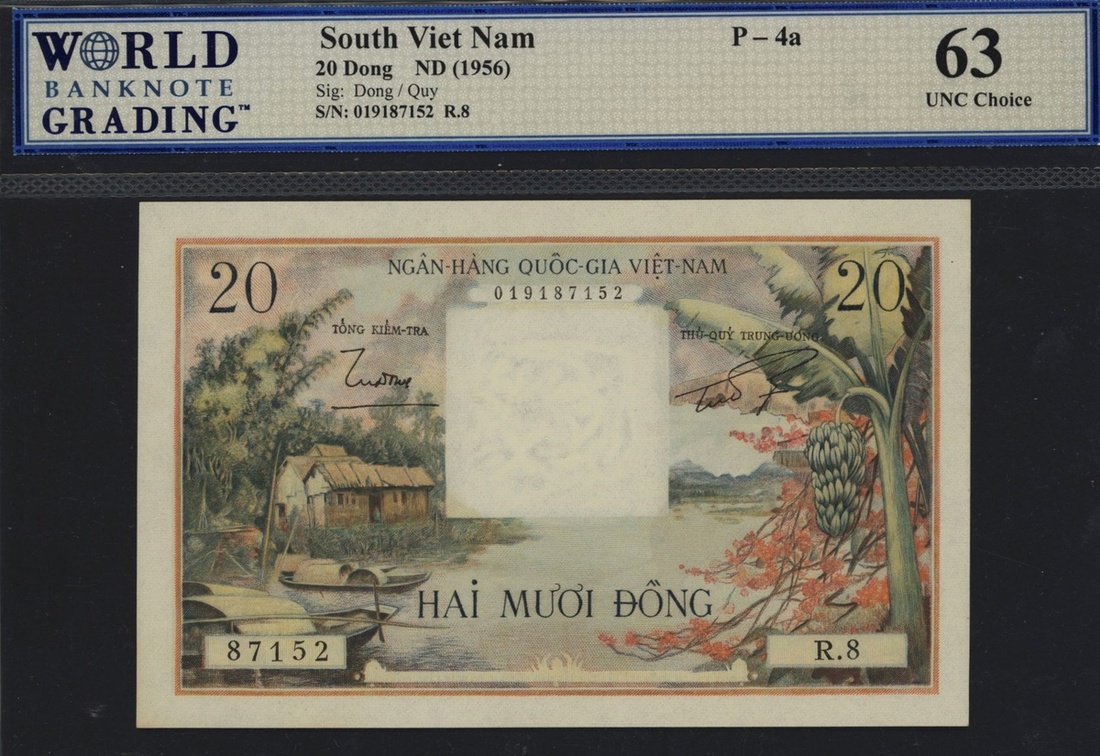 WORLD
BANKNOTE
GRADING™
South Viet Nam
20 Dong ND (1956)
Sig: Dong / Quy
S/N: 019187152 R.8
P – 4a
63
UNC Choice
20
NGÂN-HÀNG QUỐC-GIA VIỆT-NAM
20
019187152
TỔNG KIỂM-TRA
THỦ-QUỸ TRUNG-ƯƠNG
HAI MƯƠI ĐỒNG
87152
R.8